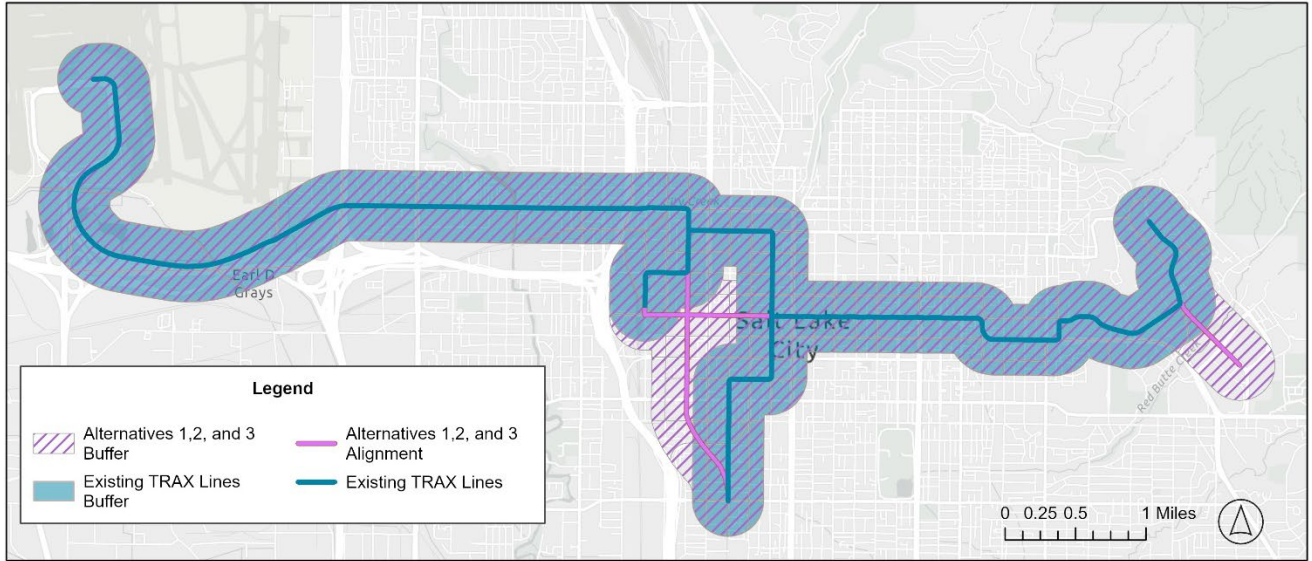 Earl D
Grays
Salt Lake
City
Red Butte Creek
Legend
Alternatives 1,2, and 3
Buffer
Alternatives 1,2, and 3
Alignment
Existing TRAX Lines
Buffer
Existing TRAX Lines
0 0.25 0.5 1 Miles